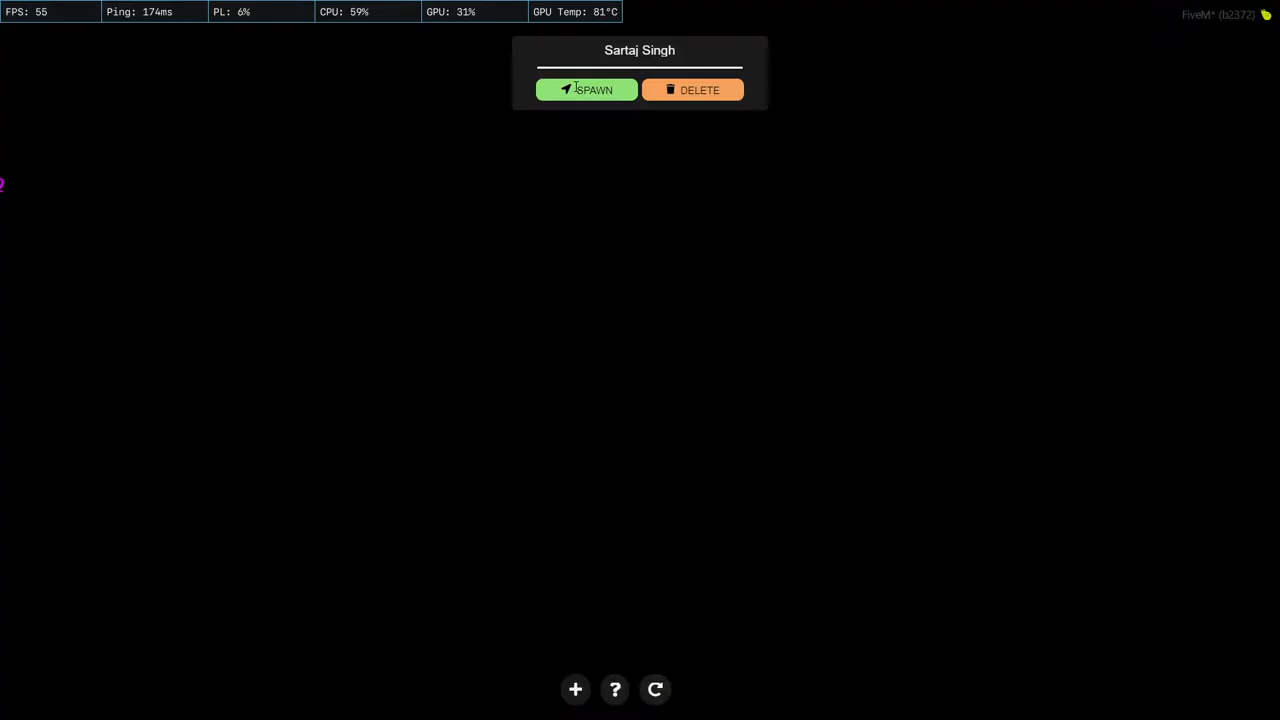 FPS: 55 Ping: 174ms PL: 6% CPU: 59% GPU: 31% GPU Temp: 81°C
FiveM* (b2372)
Sartaj Singh
SPAWN DELETE